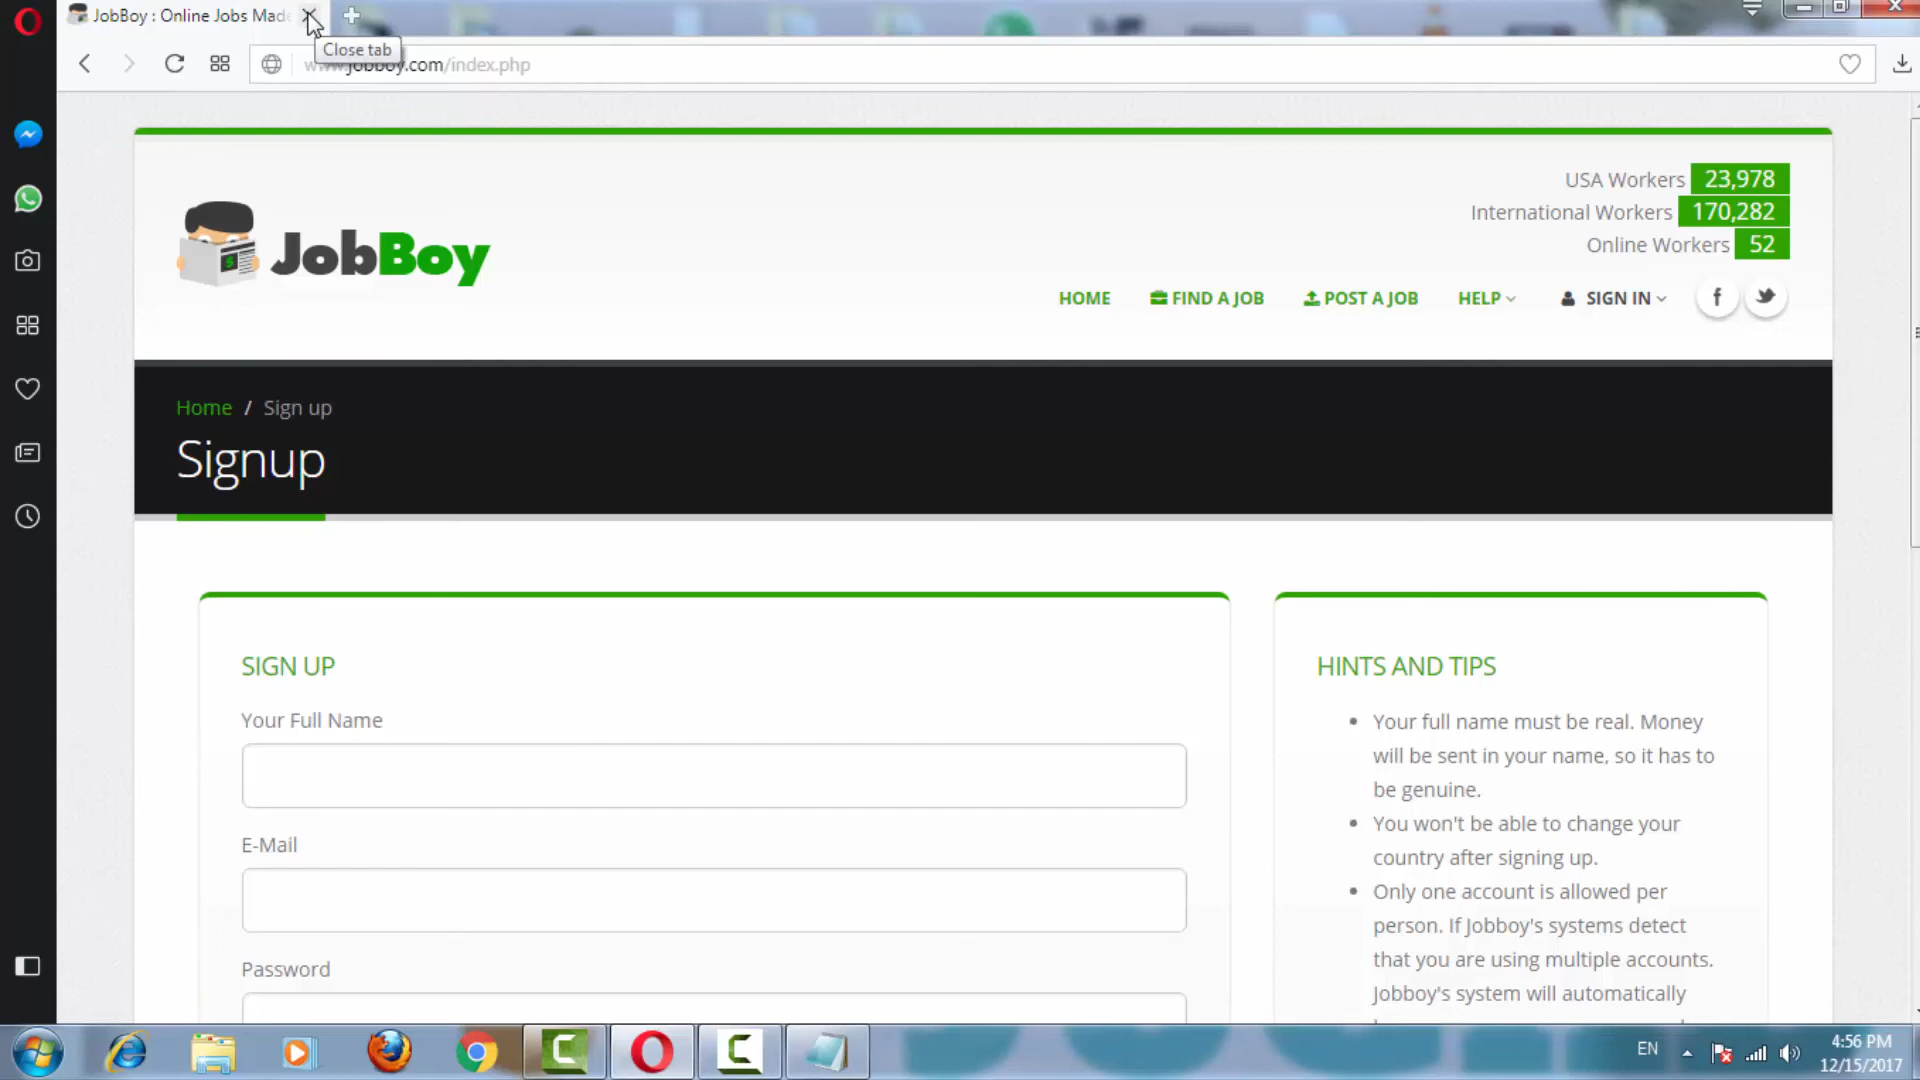 JobBoy : Online Jobs Made
Close tab
www.jobboy.com/index.php
USA Workers 23,978
International Workers 170,282
Online Workers 52
JobBoy
HOME FIND A JOB POST A JOB HELP SIGN IN
Home / Sign up
Signup
SIGN UP
Your Full Name
E-Mail
Password
HINTS AND TIPS
Your full name must be real. Money
will be sent in your name, so it has to
be genuine.
You won't be able to change your
country after signing up.
Only one account is allowed per
person. If Jobboy's systems detect
that you are using multiple accounts.
Jobboy's system will automatically
EN
4:56 PM
12/15/2017